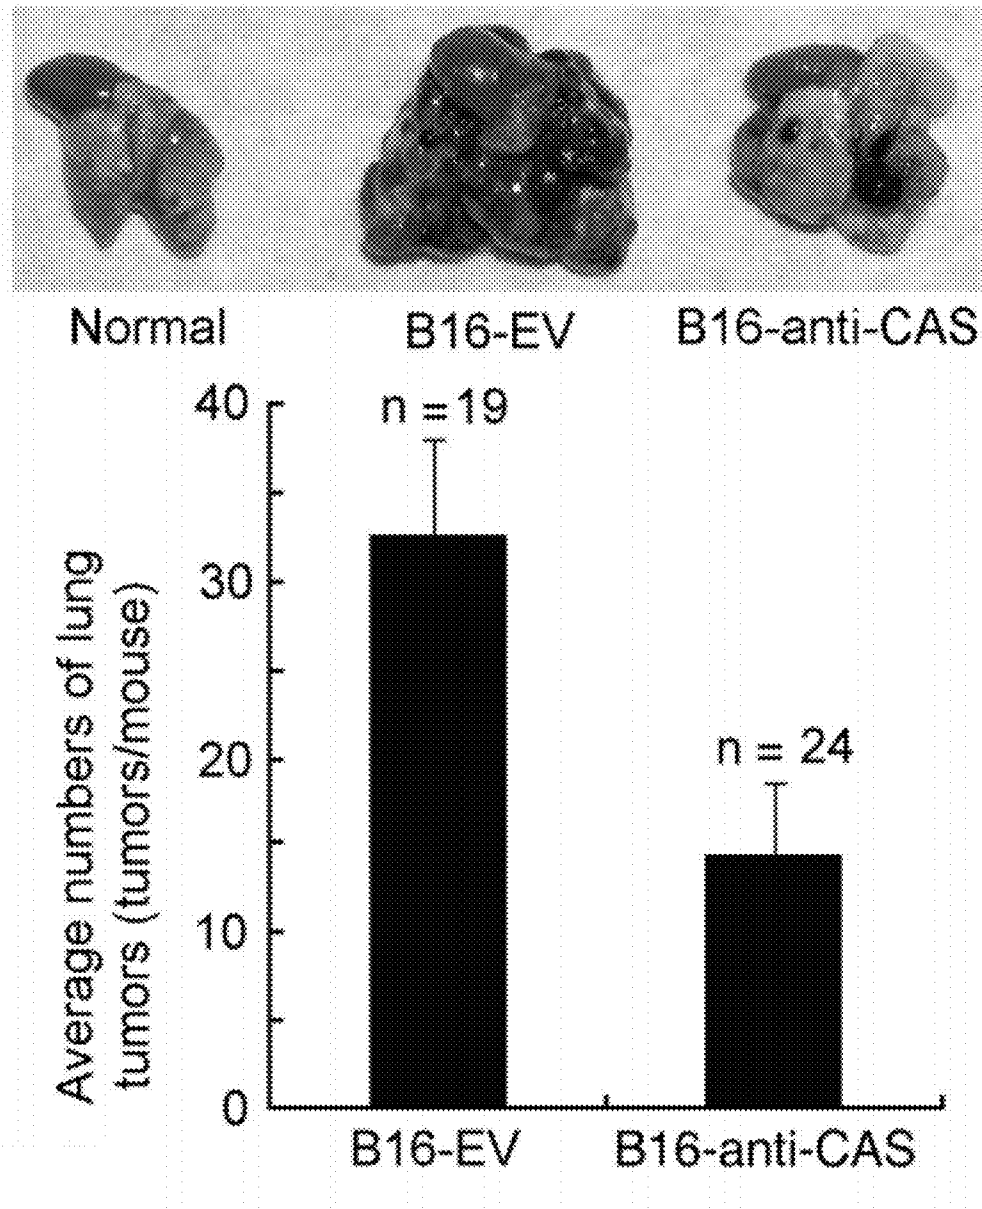 Normal
B16-EV
B16-anti-CAS
40
n = 19
30
20
n = 24
10
0
Average numbers of lung
tumors (tumors/mouse)
B16-EV
B16-anti-CAS